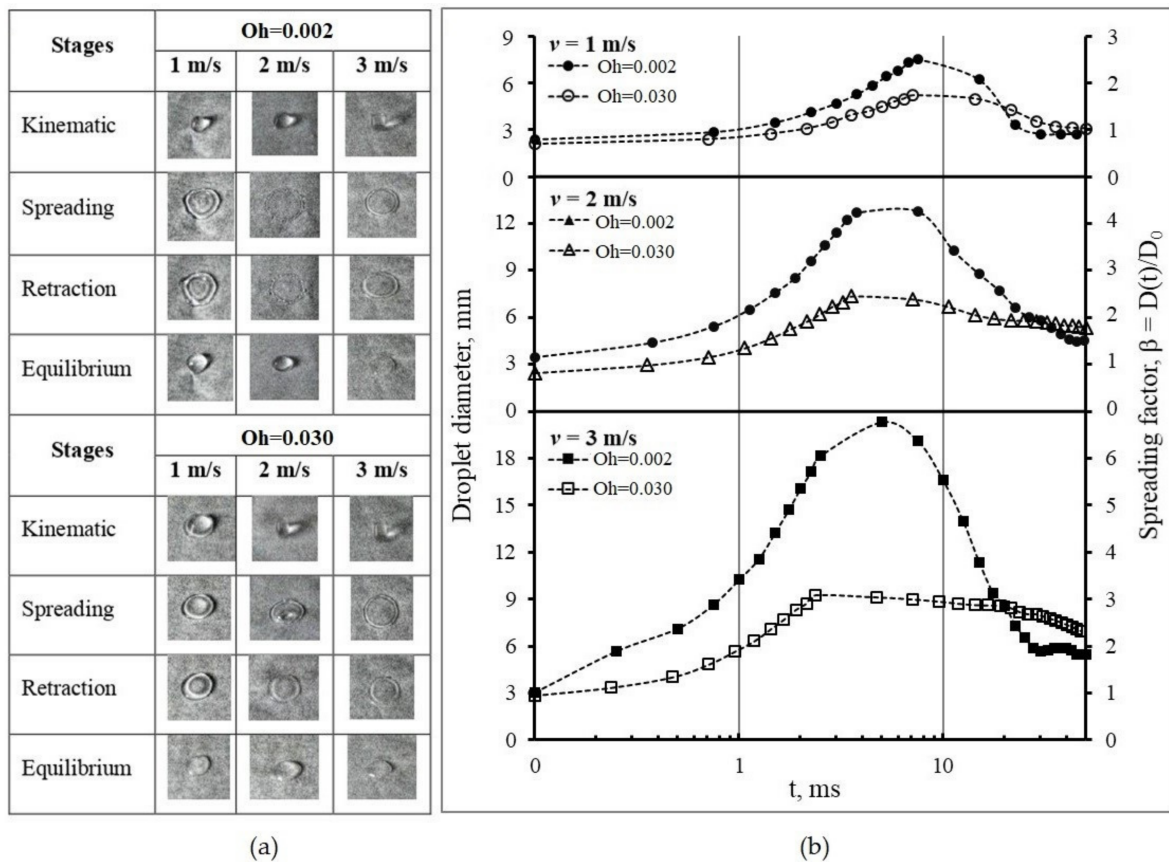 Stages
Oh=0.002
1 m/s 2 m/s 3 m/s
Kinematic
Spreading
Retraction
Equilibrium
Stages
Oh=0.030
1 m/s 2 m/s 3 m/s
Kinematic
Spreading
Retraction
Equilibrium
(a)
Droplet diameter, mm
9
6
3
0
v = 1 m/s
Oh=0.002
Oh=0.030
3
2
1
0
12
9
6
3
0
v = 2 m/s
Oh=0.002
Oh=0.030
4
3
2
1
0
18
15
12
9
6
3
0
v = 3 m/s
Oh=0.002
Oh=0.030
6
5
4
3
2
1
0
Spreading factor, β = D(t)/D₀
0 1 10
t, ms
(b)